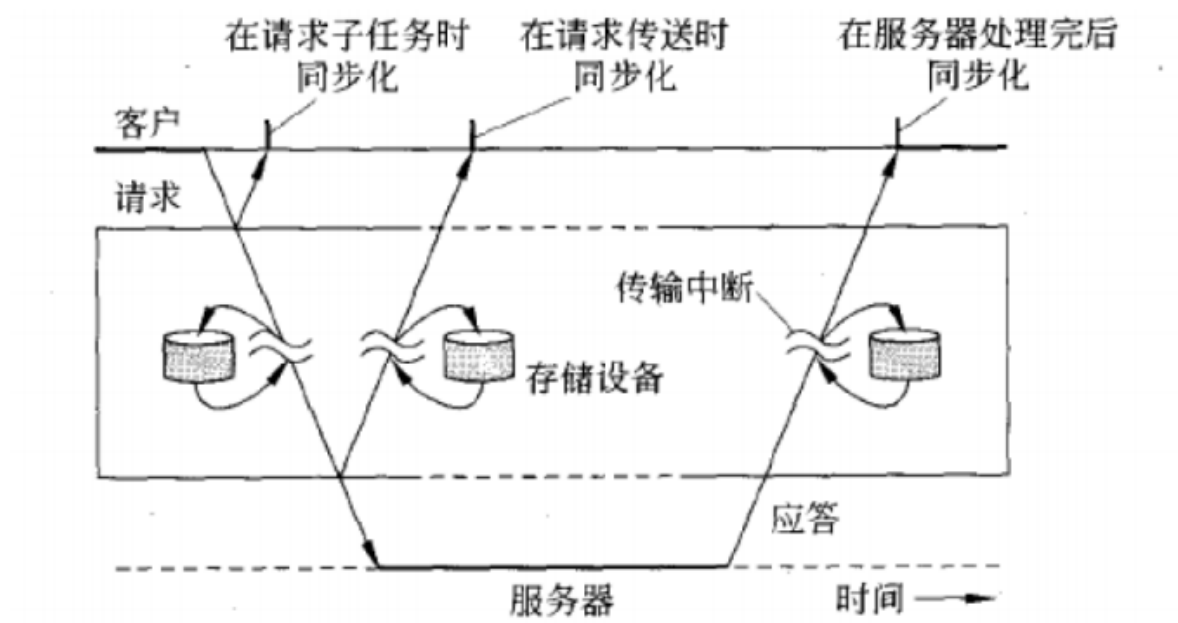 在请求子任务时
同步化
在请求传送时
同步化
在服务器处理完后
同步化
客户
请求
传输中断
存储设备
应答
服务器
时间